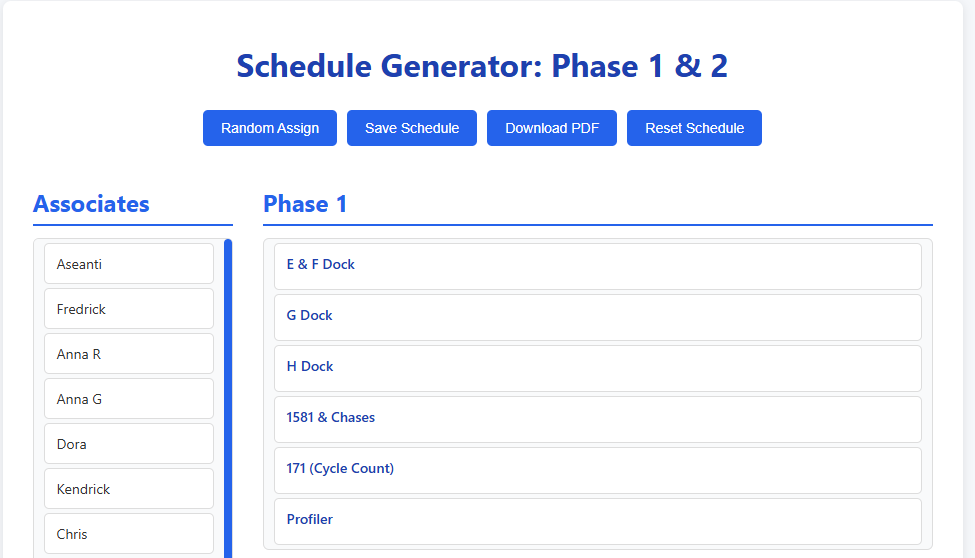 Schedule Generator: Phase 1 & 2
Random Assign
Save Schedule
Download PDF
Reset Schedule
Associates
Aseanti
Fredrick
Anna R
Anna G
Dora
Kendrick
Chris
Phase 1
E & F Dock
G Dock
H Dock
1581 & Chases
171 (Cycle Count)
Profiler